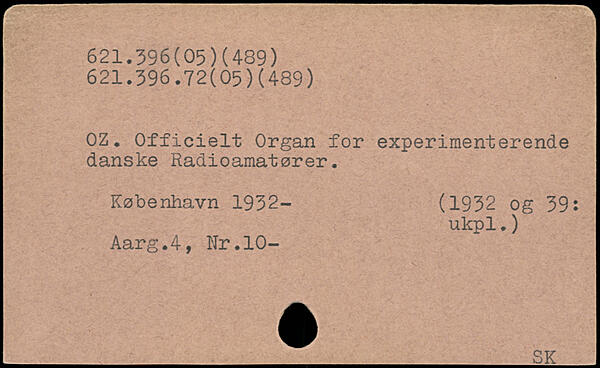 621.396(05)(489)
621.396.72(05)(489)
OZ. Officielt Organ for experimenterende
danske Radioamatører.
København 1932- (1932 og 39:
ukpl.)
Aarg.4, Nr.10-
SK